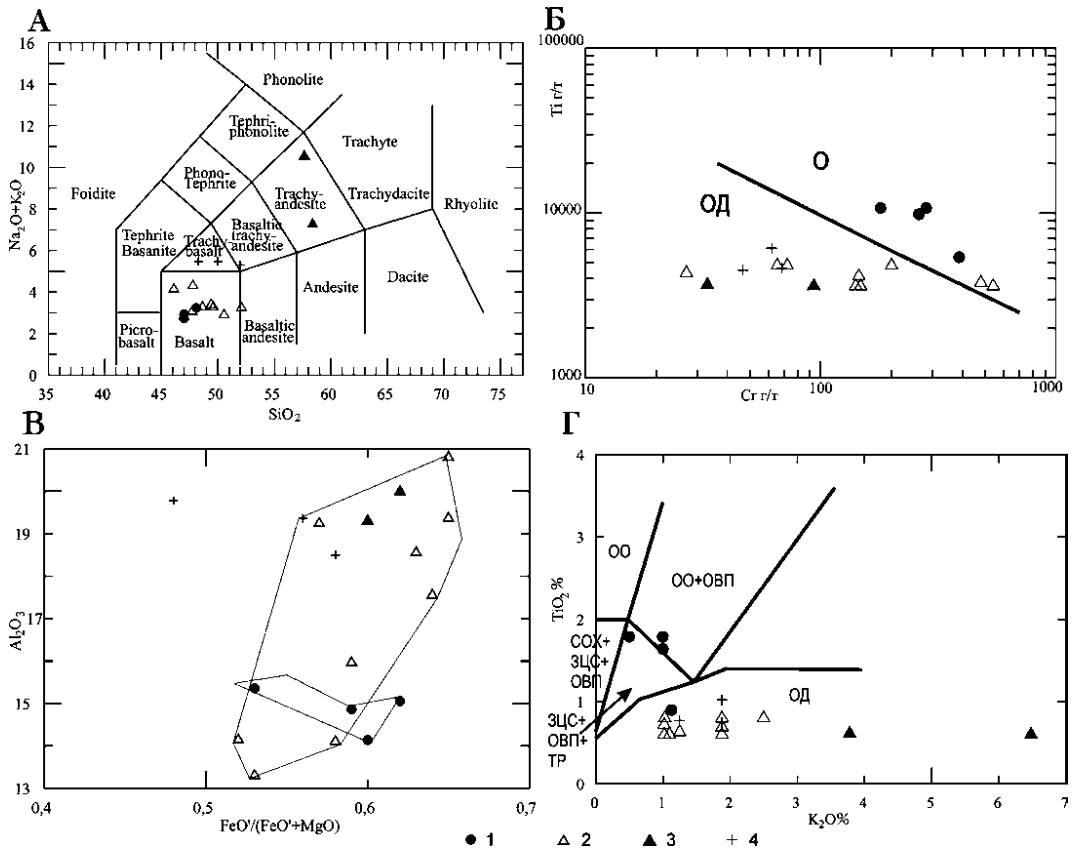 А
16
14
12
10
8
6
4
2
0
Na₂O+K₂O
Phonolite
Tephri-
phonolite
Trachyte
Foidite
Phono-
Tephrite
Trachy-
andesite
Trachydacite
Rhyolite
Tephrite
Basanite
Trachy-
basalt
Basaltic
trachy-
andesite
Dacite
Andesite
Picro-
basalt
Basalt
Basaltic
andesite
35 40 45 50 55 60 65 70 75
SiO₂
Б
100000
10000
1000
Ti г/т
О
ОД
10 100 1000
Cr г/т
В
21
19
17
15
13
Al₂O₃
0,4 0,5 0,6 0,7
FeO'/(FeO'+MgO)
Г
4
3
2
1
0
TiO₂%
ОО
ОО+ОВП
СОХ+
ЗЦС+
ОВП
ОД
ЗЦС+
ОВП+
ТР
0 1 2 3 4 5 6 7
K₂O%
1 2 3 4